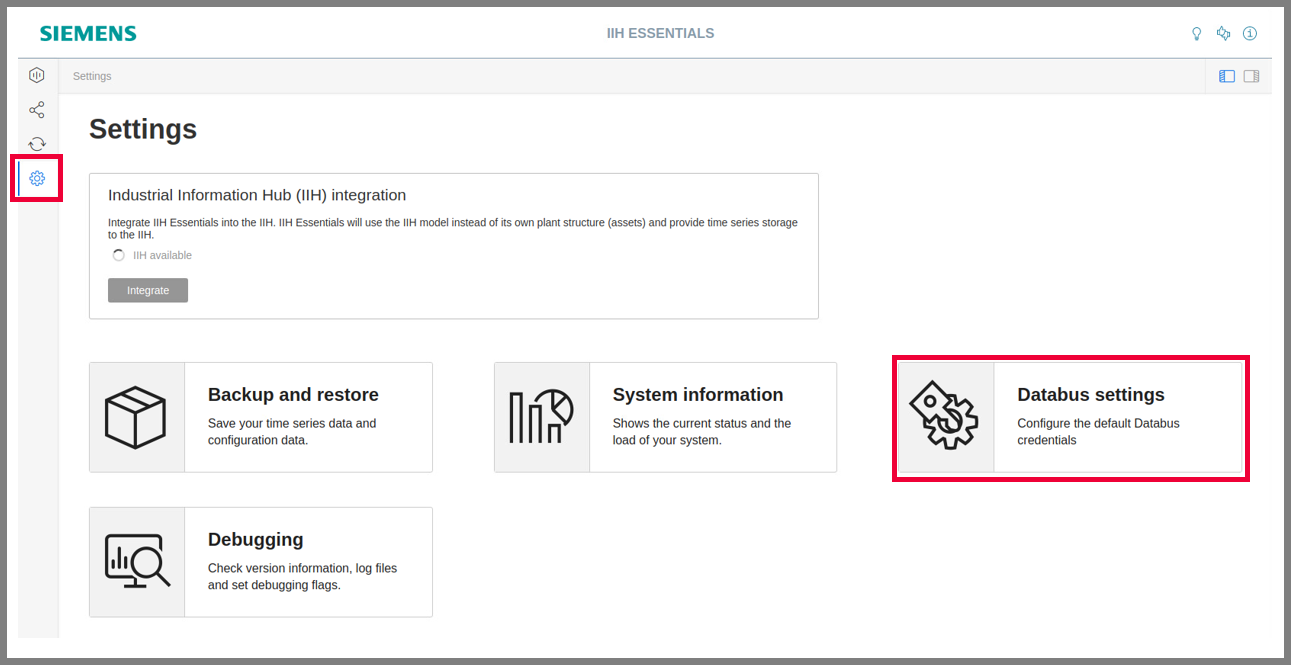 SIEMENS
IIH ESSENTIALS
Settings
Settings
Industrial Information Hub (IIH) integration
Integrate IIH Essentials into the IIH. IIH Essentials will use the IIH model instead of its own plant structure (assets) and provide time series storage
to the IIH.
IIH available
Integrate
Backup and restore
Save your time series data and
configuration data.
System information
Shows the current status and the
load of your system.
Databus settings
Configure the default Databus
credentials
Debugging
Check version information, log files
and set debugging flags.